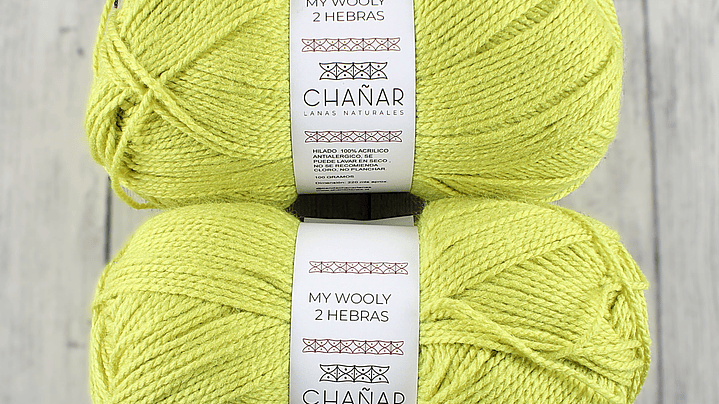 MY WOOLY
2 HEBRAS
CHAÑAR
LANAS NATURALES
HILADO 100% ACRILICO
ANTIALERGICO, SE
PUEDE LAVAR EN SECO ,
NO SE RECOMIENDA
CLORO, NO PLANCHAR
100 GRAMOS
MY WOOLY
2 HEBRAS
CHAÑAR